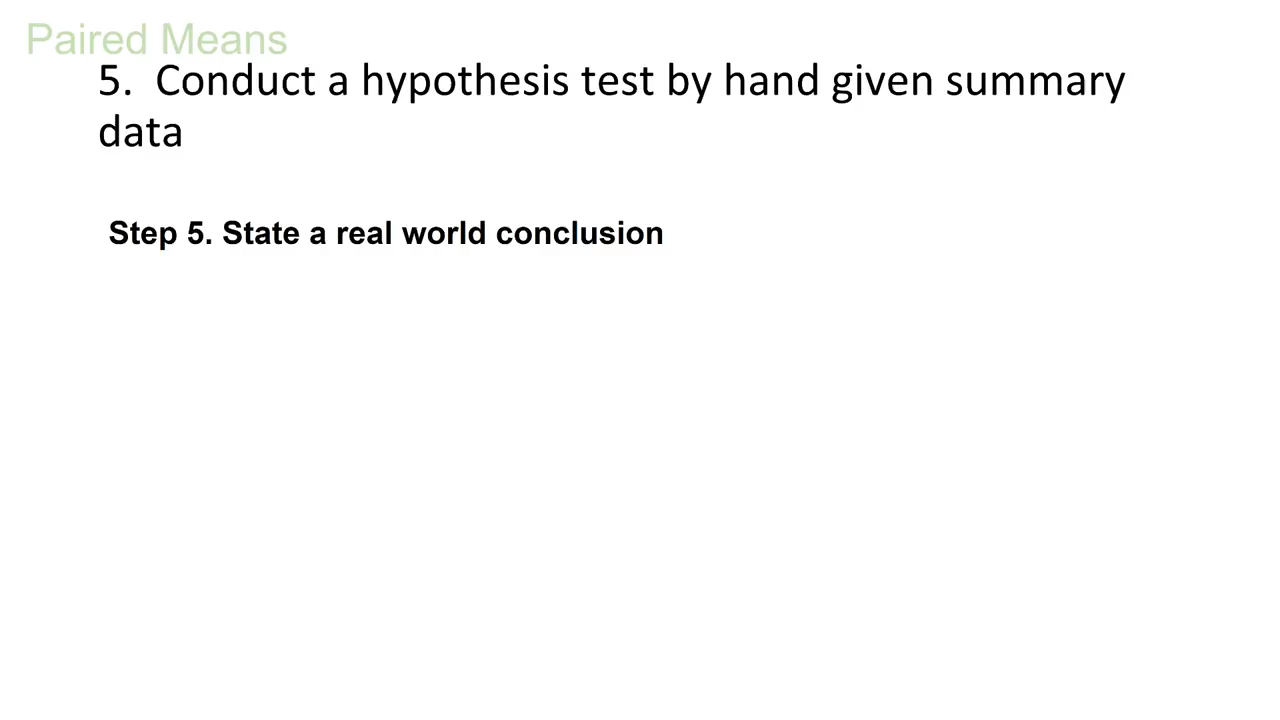 Paired Means
5. Conduct a hypothesis test by hand given summary
data
Step 5. State a real world conclusion